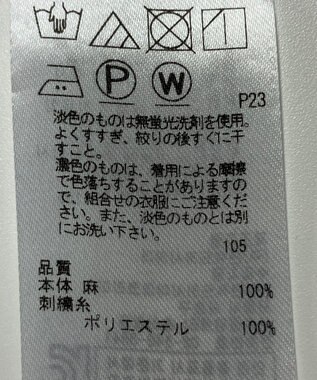 P
W
P23
淡色のものは無蛍光洗剤を使用。
よくすすぎ、絞りの後すぐに干
すこと。
濃色のものは、着用による摩擦
で色落ちすることがありますの
で、組合せの衣服にご注意くだ
さい。また、淡色のものとは別
にお洗い下さい。
105
品質
本体 麻 100%
刺繍糸
ポリエステル 100%